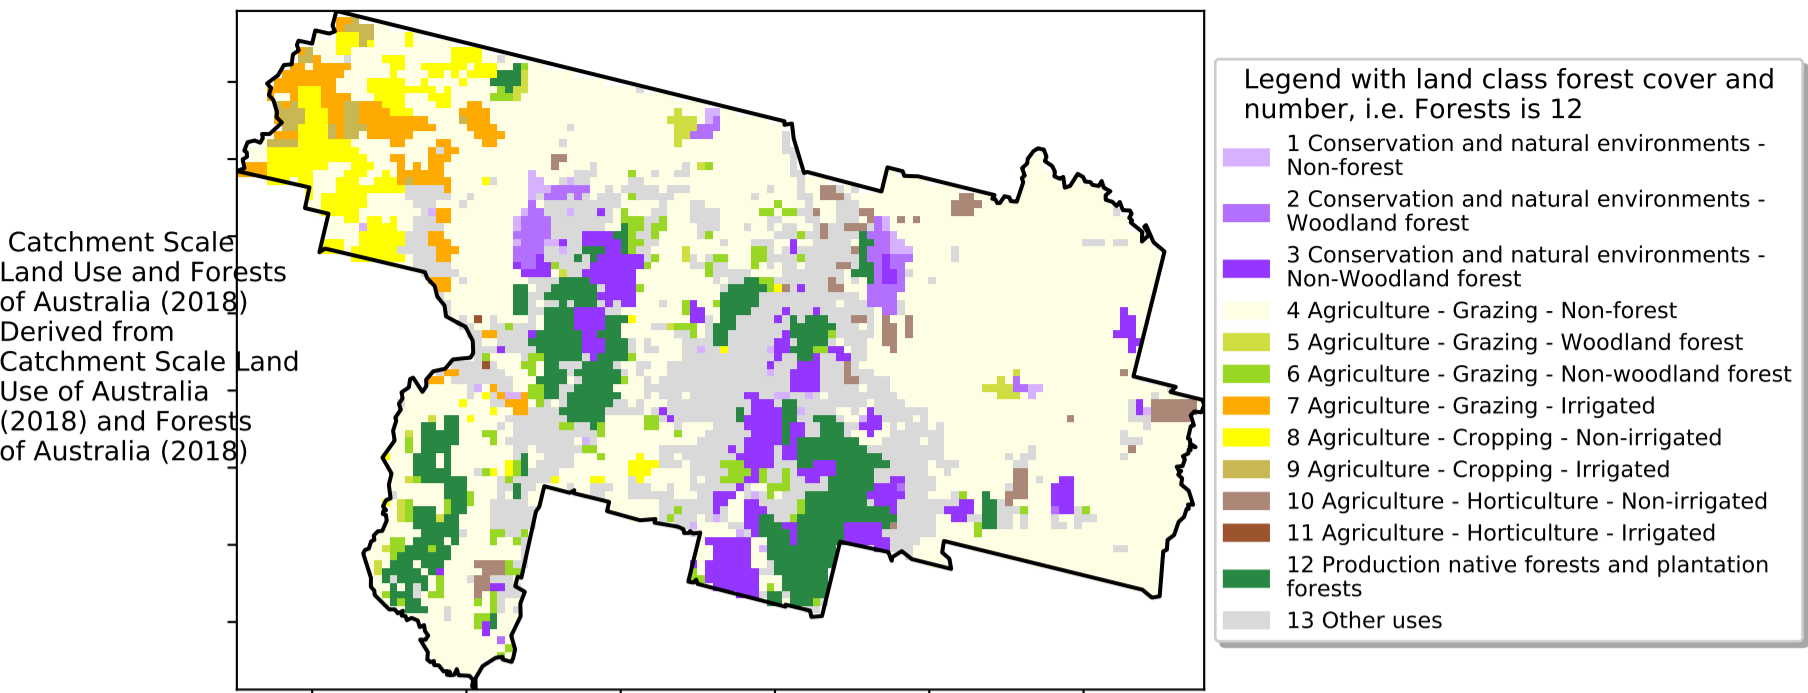 Catchment Scale
Land Use and Forests
of Australia (2018)
Derived from
Catchment Scale Land
Use of Australia
(2018) and Forests
of Australia (2018)
Legend with land class forest cover and
number, i.e. Forests is 12
1 Conservation and natural environments -
Non-forest
2 Conservation and natural environments -
Woodland forest
3 Conservation and natural environments -
Non-Woodland forest
4 Agriculture - Grazing - Non-forest
5 Agriculture - Grazing - Woodland forest
6 Agriculture - Grazing - Non-woodland forest
7 Agriculture - Grazing - Irrigated
8 Agriculture - Cropping - Non-irrigated
9 Agriculture - Cropping - Irrigated
10 Agriculture - Horticulture - Non-irrigated
11 Agriculture - Horticulture - Irrigated
12 Production native forests and plantation
forests
13 Other uses